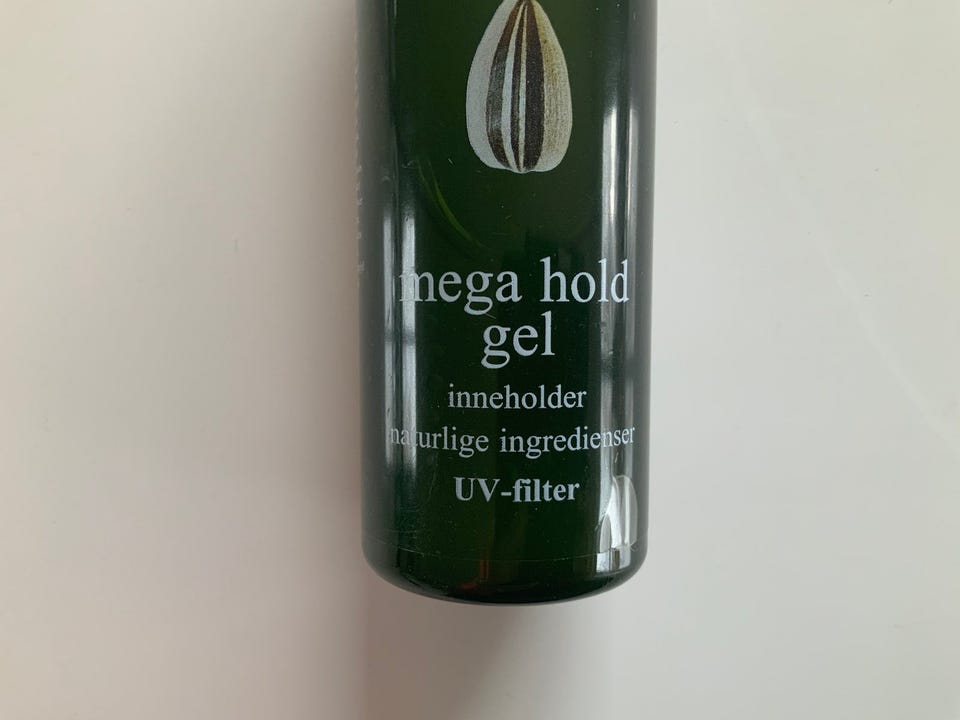 mega hold
gel
inneholder
naturlige ingredienser
UV-filter